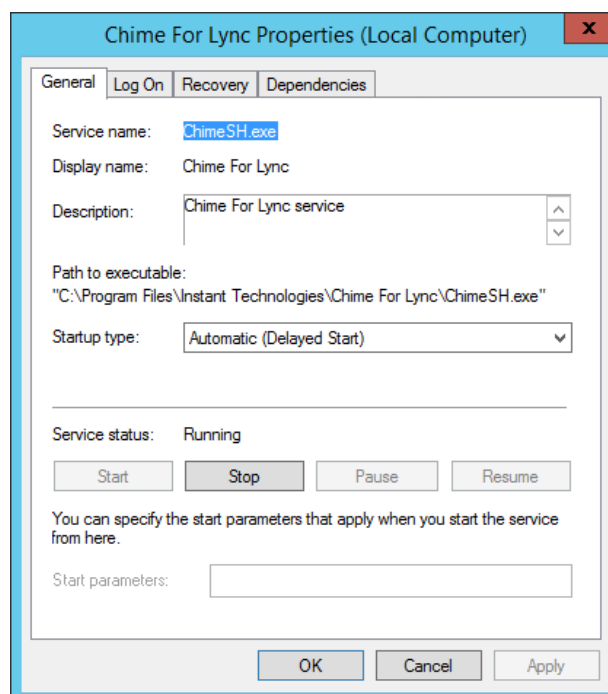 Chime For Lync Properties (Local Computer)
x
General Log On Recovery Dependencies
Service name: ChimeSH.exe
Display name: Chime For Lync
Description: Chime For Lync service
Path to executable:
"C:\Program Files\Instant Technologies\Chime For Lync\ChimeSH.exe"
Startup type: Automatic (Delayed Start)
Service status: Running
Start Stop Pause Resume
You can specify the start parameters that apply when you start the service
from here.
Start parameters:
OK Cancel Apply